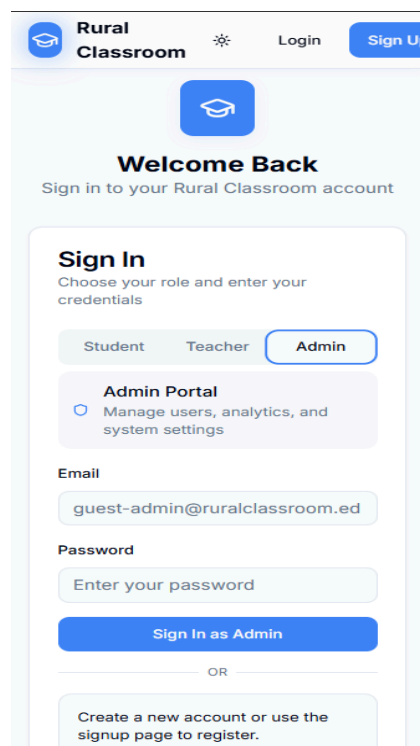 Rural
Classroom
Login
Sign U
Welcome Back
Sign in to your Rural Classroom account
Sign In
Choose your role and enter your
credentials
Student Teacher Admin
Admin Portal
Manage users, analytics, and
system settings
Email
guest-admin@ruralclassroom.ed
Password
Enter your password
Sign In as Admin
OR
Create a new account or use the
signup page to register.